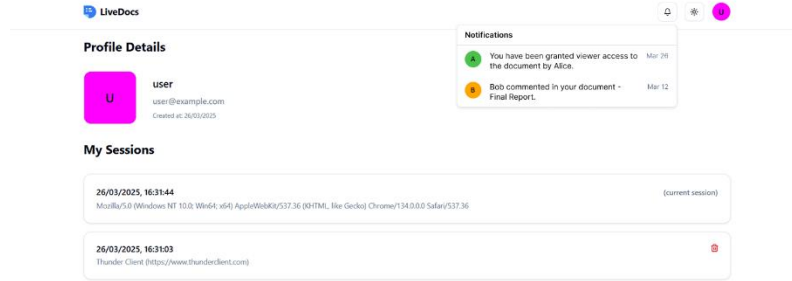 LiveDocs
U
Notifications
A
You have been granted viewer access to
the document by Alice.
Mar 26
B
Bob commented in your document -
Final Report.
Mar 12
Profile Details
U
user
user@example.com
Created at: 26/03/2025
My Sessions
26/03/2025, 16:31:44
(current session)
Mozilla/5.0 (Windows NT 10.0; Win64; x64) AppleWebKit/537.36 (KHTML, like Gecko) Chrome/134.0.0.0 Safari/537.36
26/03/2025, 16:31:03
Thunder Client (https://www.thunderclient.com)